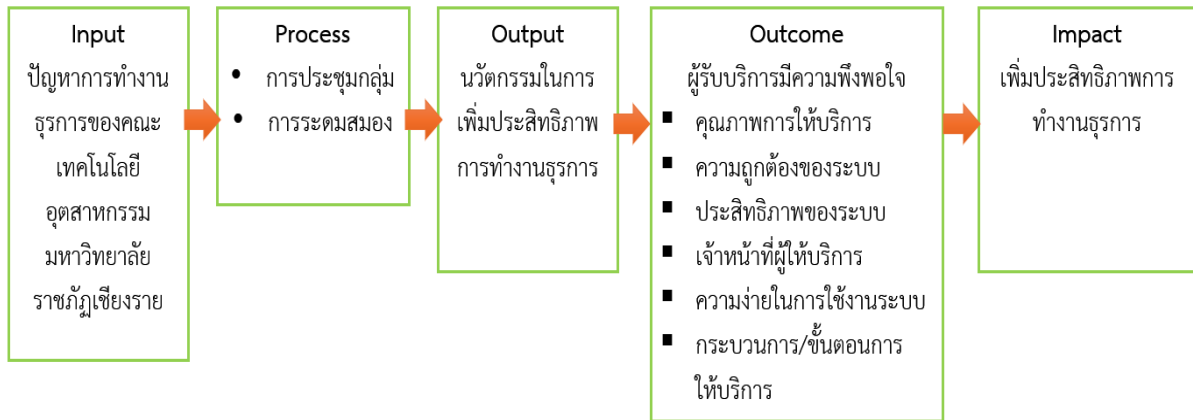 Input
ปัญหาการทำงาน
ธุรการของคณะ
เทคโนโลยี
อุตสาหกรรม
มหาวิทยาลัย
ราชภัฏเชียงราย
Process
• การประชุมกลุ่ม
• การระดมสมอง
Output
นวัตกรรมในการ
เพิ่มประสิทธิภาพ
การทำงานธุรการ
Outcome
ผู้รับบริการมีความพึงพอใจ
▪ คุณภาพการให้บริการ
▪ ความถูกต้องของระบบ
▪ ประสิทธิภาพของระบบ
▪ เจ้าหน้าที่ผู้ให้บริการ
▪ ความง่ายในการใช้งานระบบ
▪ กระบวนการ/ขั้นตอนการ
ให้บริการ
Impact
เพิ่มประสิทธิภาพการ
ทำงานธุรการ